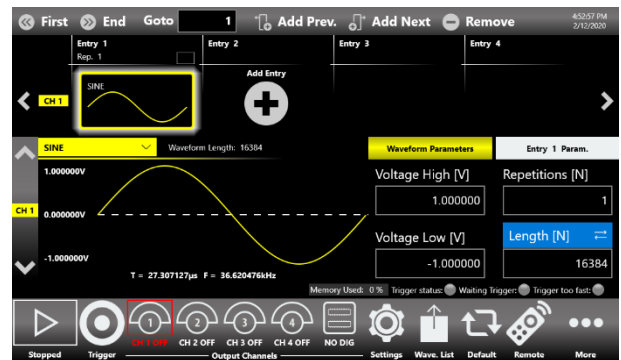 First End Goto 1 Add Prev. Add Next Remove 4:52:57 PM
2/12/2020
Entry 1 Entry 2 Entry 3 Entry 4
Rep. 1
SINE
Add Entry
CH 1
SINE Waveform Length: 16384 Waveform Parameters Entry 1 Param.
1.000000V
Voltage High [V] Repetitions [N]
1.000000 1
CH 1 0.000000V
Voltage Low [V] Length [N]
-1.000000V
-1.000000 16384
T = 27.307127µs F = 36.620476kHz
Memory Used: 0 % Trigger status: Waiting Trigger: Trigger too fast:
1 2 3 4
CH 1 OFF CH 2 OFF CH 3 OFF CH 4 OFF NO DIG
Stopped Trigger Output Channels Settings Wave. List Default Remote More